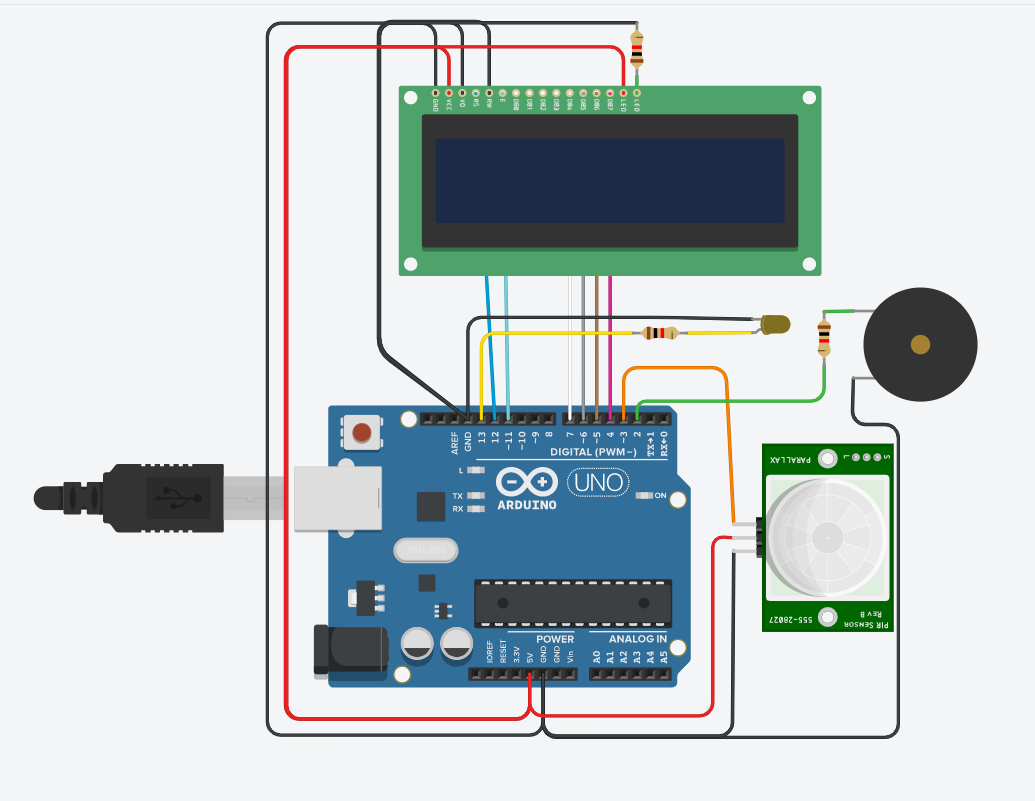 GND VCC VO RS RW E DB0 DB1 DB2 DB3 DB4 DB5 DB6 DB7 LED LED
PARALLAX
L
S
PIR SENSOR
REV B
555-28027
AREF
GND
13
12
~11
~10
~9
8
7
~6
~5
4
~3
2
TX→1
RX←0
DIGITAL (PWM~)
L
TX
RX
ARDUINO
UNO
ON
POWER
ANALOG IN
IOREF
RESET
3.3V
5V
GND
GND
Vin
A0
A1
A2
A3
A4
A5